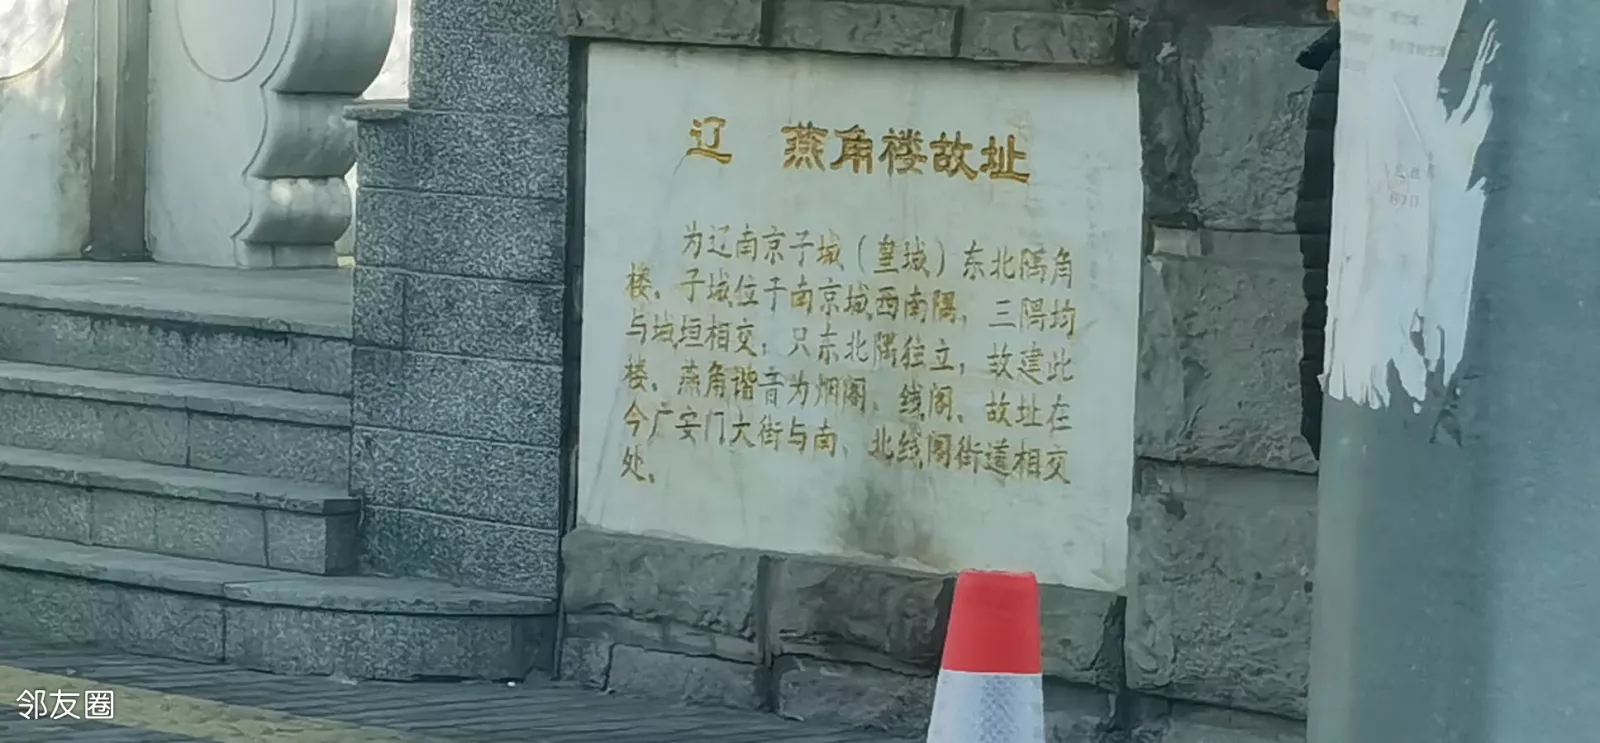 辽 燕角楼故址
为辽南京子城（皇城）东北隅角
楼。子城位于南京城西南隅，三隅均
与城垣相交，只东北隅独立，故建此
楼。燕角谐音为烟阁、线阁。故址在
今广安门大街与南、北线阁街道相交
处。
邻友圈